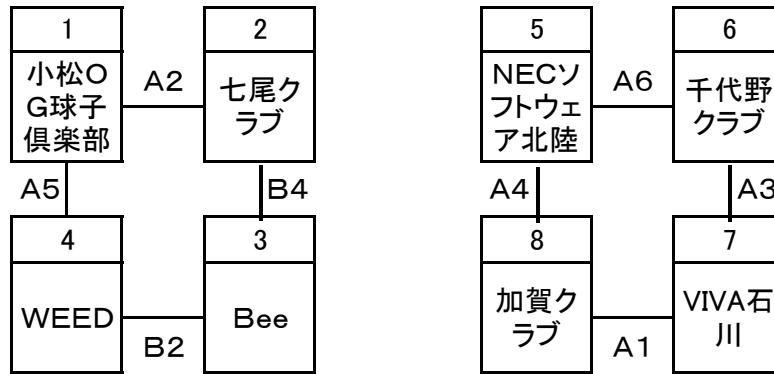 1
2
小松O
G球子
倶楽部
A2
七尾ク
ラブ
A5
B4
4
3
WEED
B2
Bee
5
6
NECソ
フトウェ
ア北陸
A6
千代野
クラブ
A4
A3
8
7
加賀ク
ラブ
A1
VIVA石
川